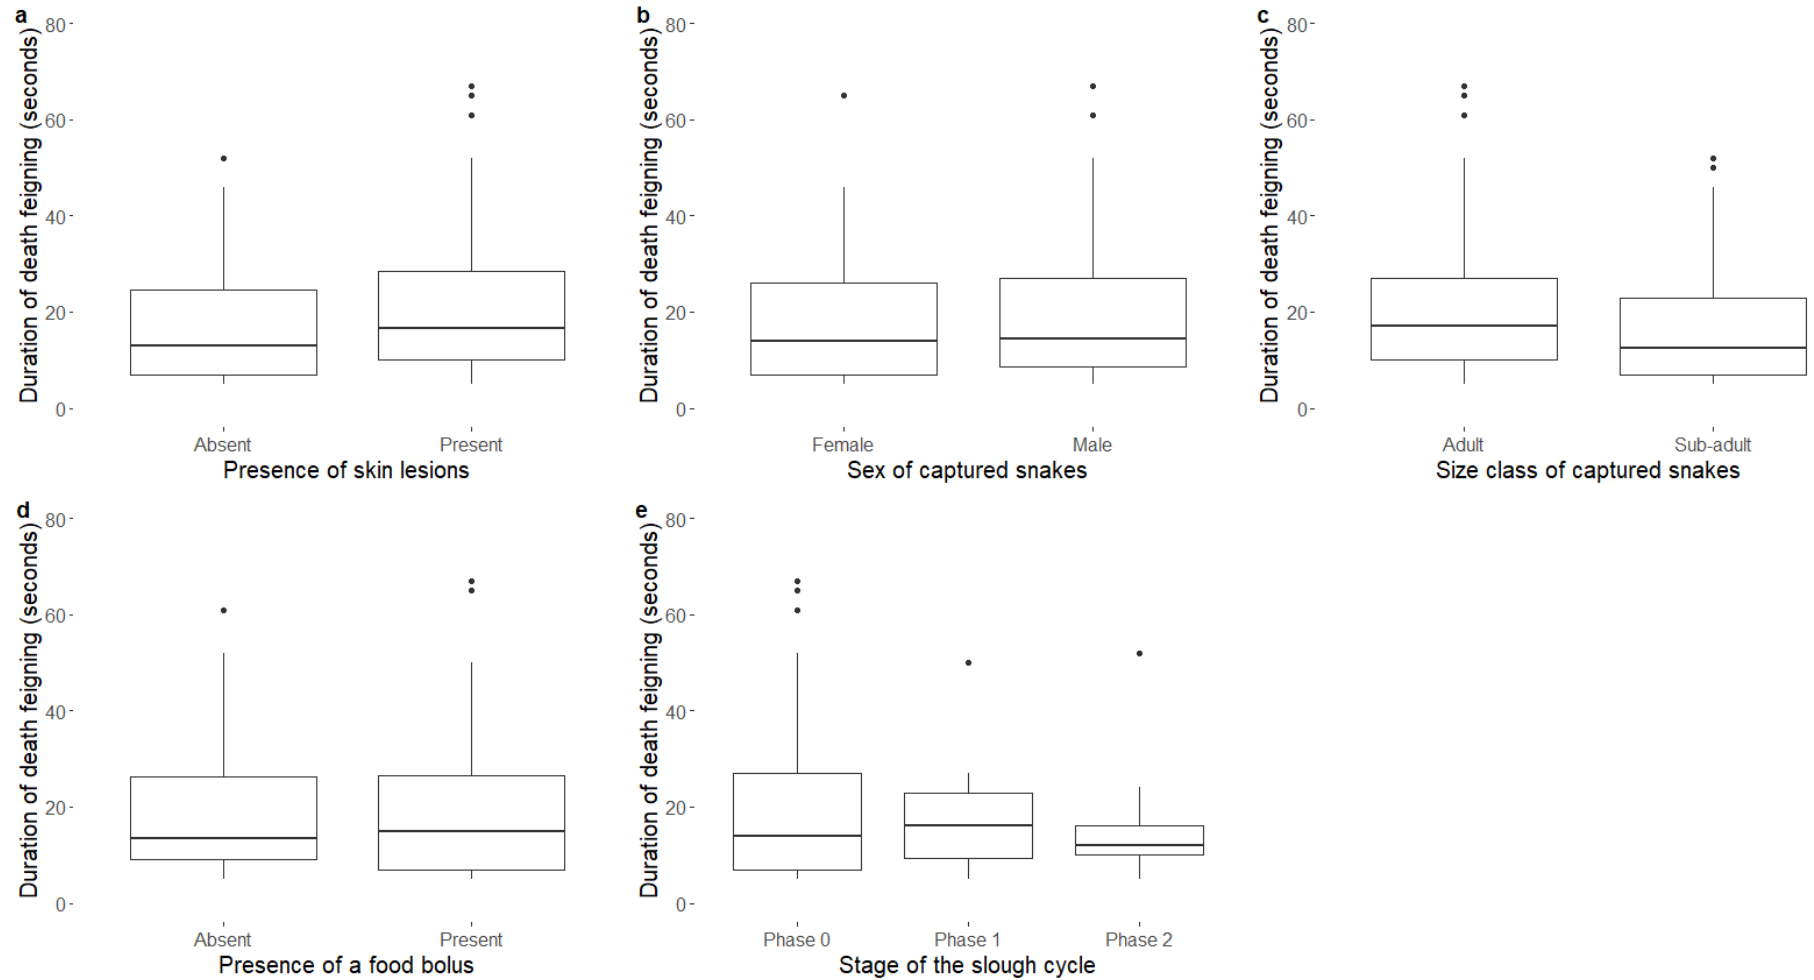 a
Duration of death feigning (seconds)
80
60
40
20
0
Absent Present
Presence of skin lesions
b
Duration of death feigning (seconds)
80
60
40
20
0
Female Male
Sex of captured snakes
c
Duration of death feigning (seconds)
80
60
40
20
0
Adult Sub-adult
Size class of captured snakes
d
Duration of death feigning (seconds)
80
60
40
20
0
Absent Present
Presence of a food bolus
e
Duration of death feigning (seconds)
80
60
40
20
0
Phase 0 Phase 1 Phase 2
Stage of the slough cycle